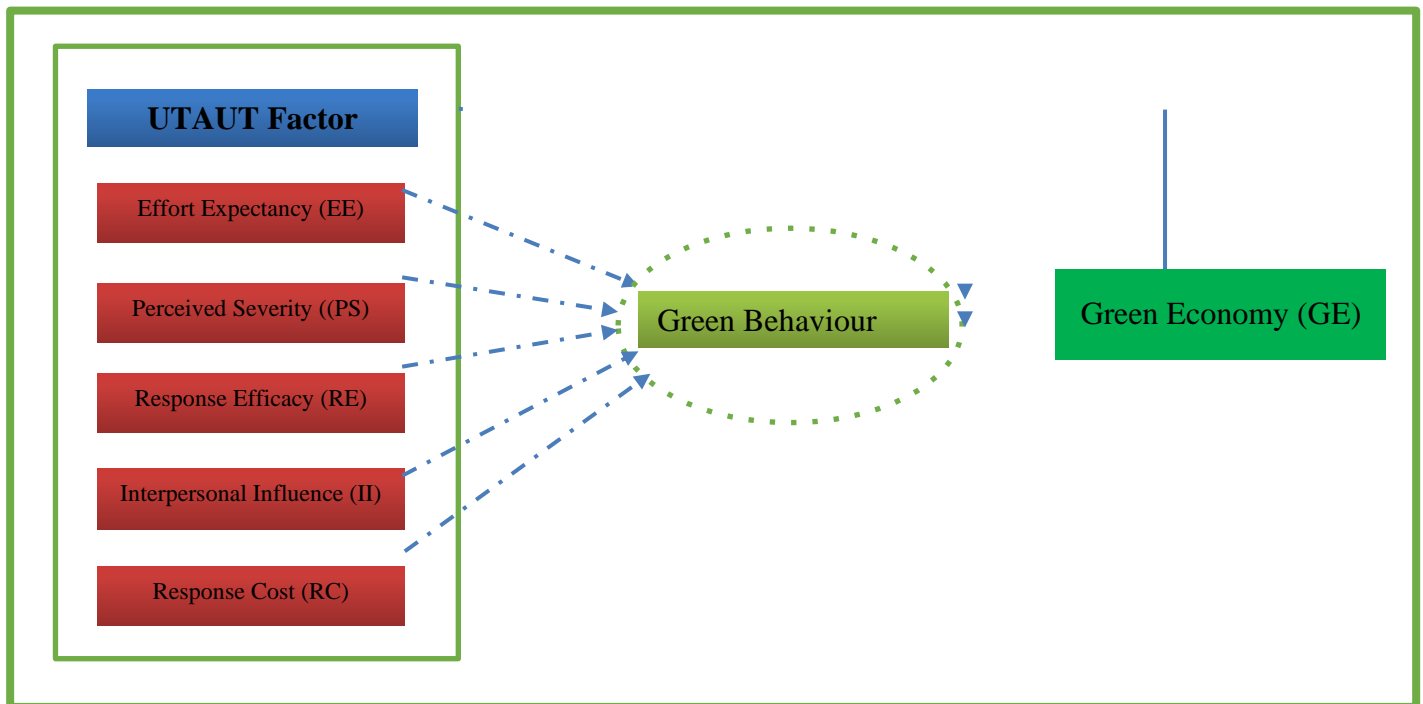 UTAUT Factor
Effort Expectancy (EE)
Perceived Severity ((PS)
Response Efficacy (RE)
Interpersonal Influence (II)
Response Cost (RC)
Green Behaviour
Green Economy (GE)